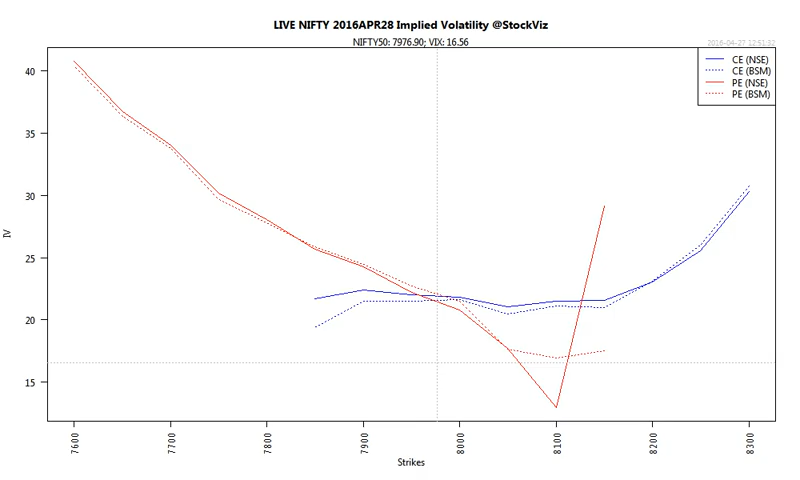 LIVE NIFTY 2016APR28 Implied Volatility @StockViz
NIFTY50: 7976.90; VIX: 16.56
2016-04-27 12:51:32
CE (NSE)
CE (BSM)
PE (NSE)
PE (BSM)
40
35
30
25
20
15
IV
7600
7700
7800
7900
8000
8100
8200
8300
Strikes